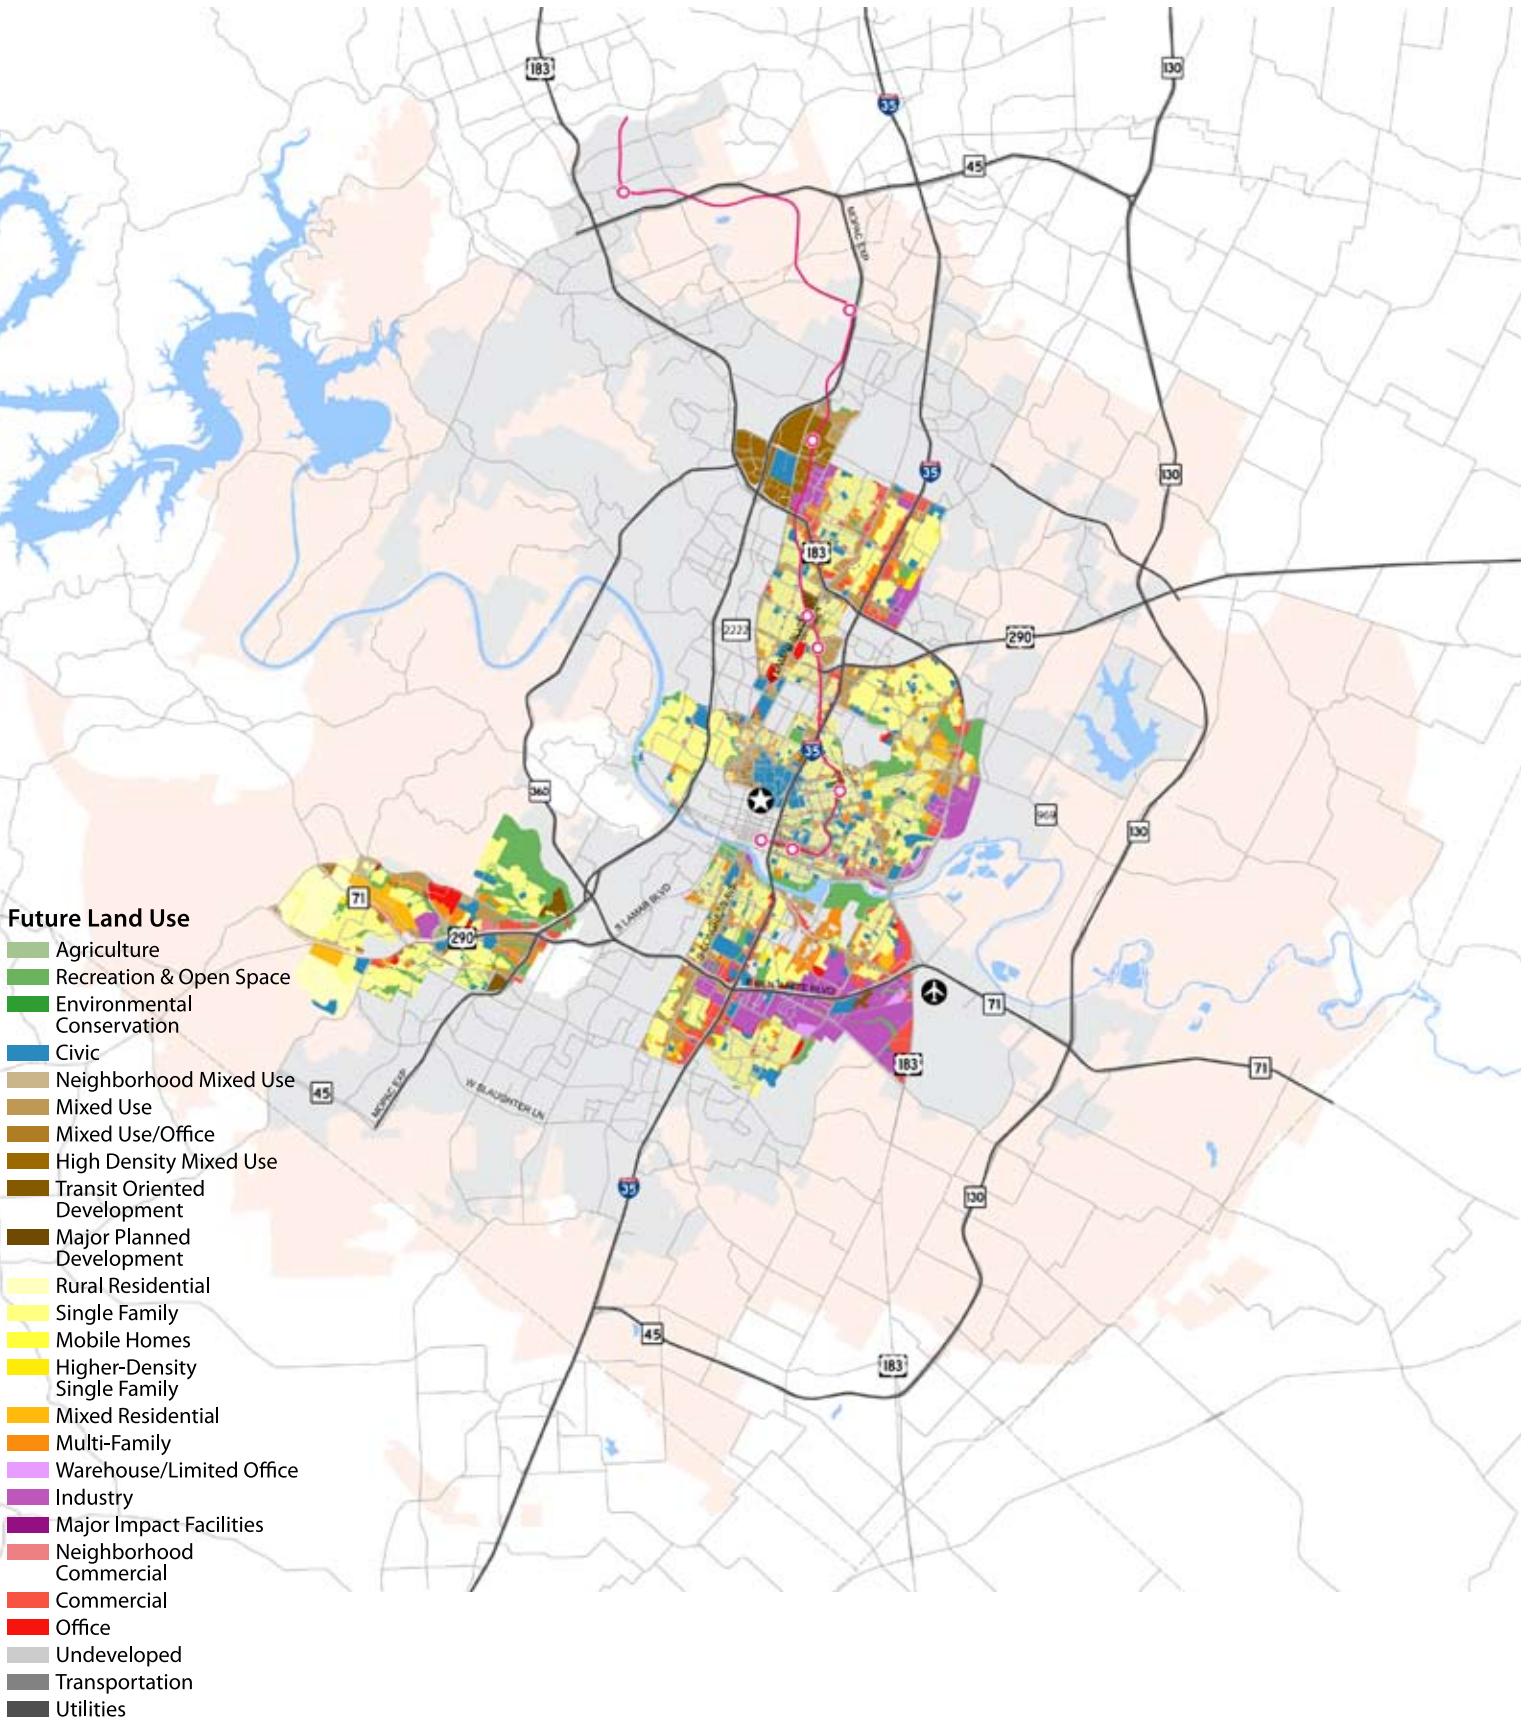 183
130
35
45
MOPAC EXP
35
130
183
2222
290
35
360
969
130
71
Future Land Use
S LAMAR BLVD
290
Agriculture
Recreation & Open Space
Environmental
Conservation
71
Civic
183
71
Neighborhood Mixed Use
45
MOPAC EXP
W SLAUGHTER LN
Mixed Use
Mixed Use/Office
High Density Mixed Use
Transit Oriented
Development
35
130
Major Planned
Development
Rural Residential
Single Family
Mobile Homes
45
Higher-Density
Single Family
183
Mixed Residential
Multi-Family
Warehouse/Limited Office
Industry
Major Impact Facilities
Neighborhood
Commercial
Commercial
Office
Undeveloped
Transportation
Utilities